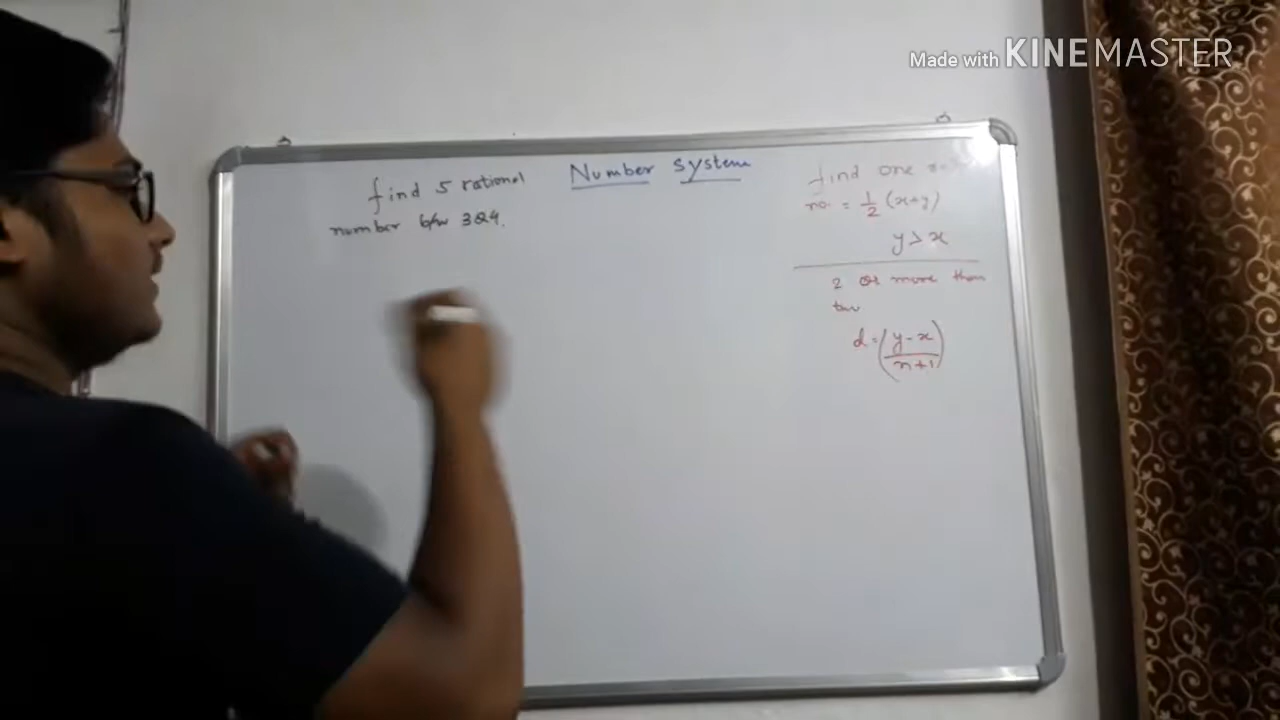 Made with KINEMASTER
Number system
find 5 rational
number b/w 3&4.
find one
no. = 1/2 (x+y)
y > x
2 or more than
d = (y-x / n+1)